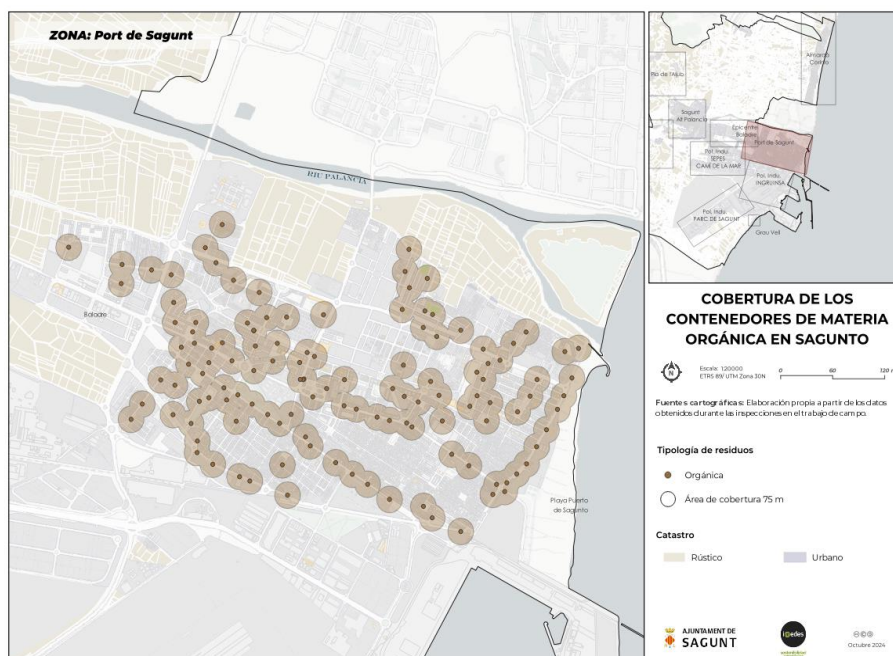 ZONA: Port de Sagunt
RIU PALANCIA
Baladre
Playa Puerto
de Sagunto
Almardà
Corinto
Pla de l'Aljub
Sagunt
Alt Palancia
Epicentre
Baladre
Port de Sagunt
Pol. Indu.
SEPES
CAMI DE LA MAR
Pol. Indu.
INGRUINSA
Pol. Indu.
PARC DE SAGUNT
Grau Vell
COBERTURA DE LOS
CONTENEDORES DE MATERIA
ORGÁNICA EN SAGUNTO
N
Escala: 1:20000
ETRS 89/ UTM Zona 30N
0 60 120 m
Fuentes cartográficas: Elaboración propia a partir de los datos
obtenidos durante las inspecciones en el trabajo de campo.
Tipología de residuos
Orgánica
Área de cobertura 75 m
Catastro
Rústico Urbano
AJUNTAMENT DE
SAGUNT
Octubre 2024